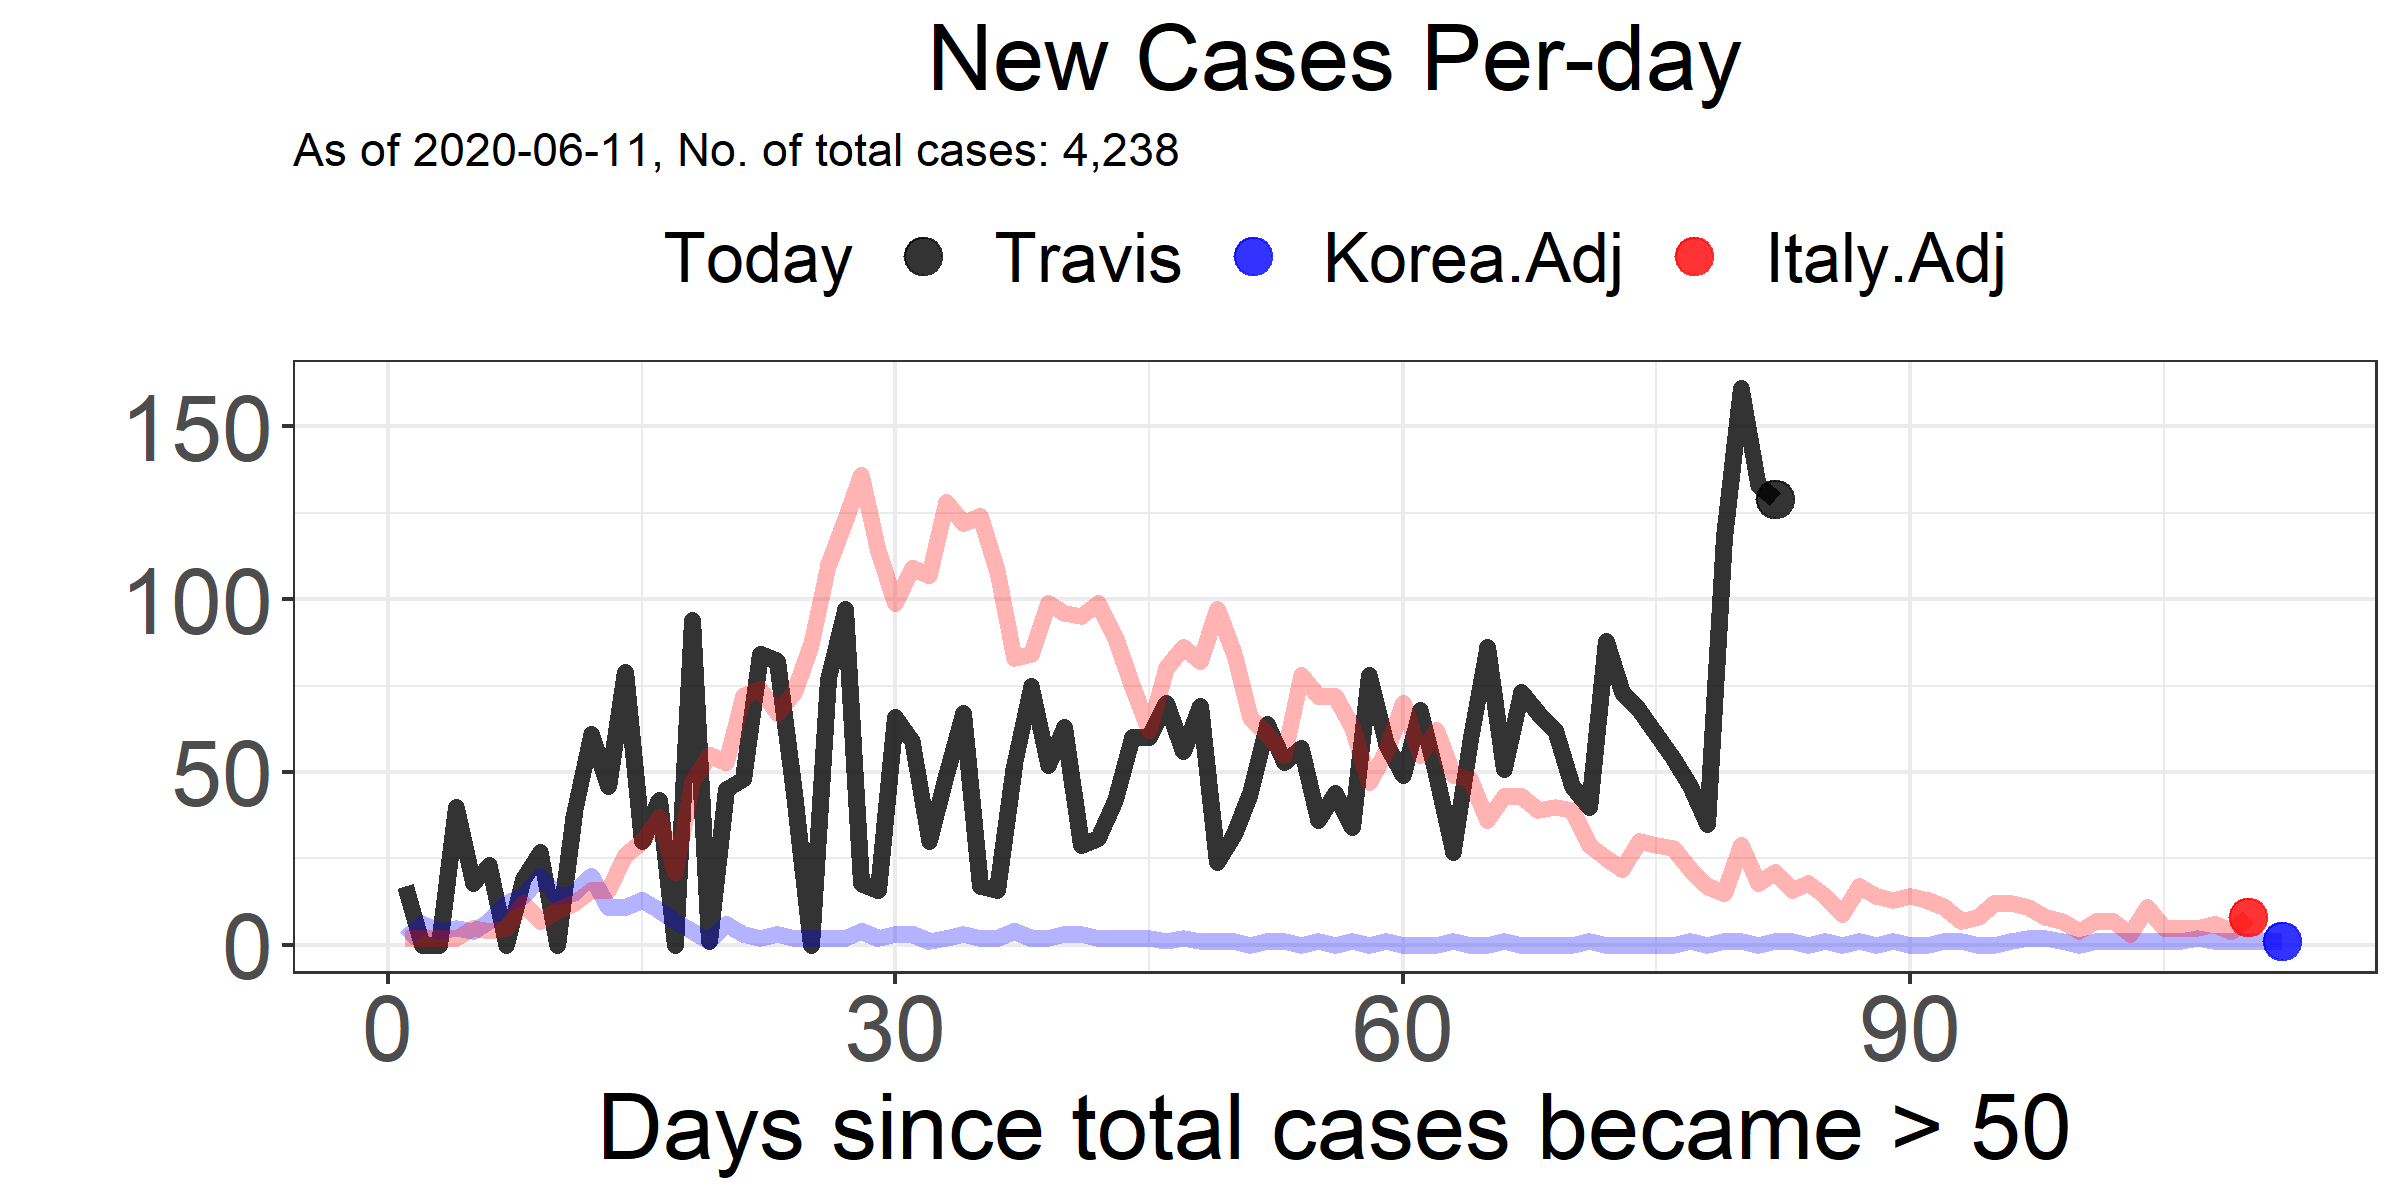 New Cases Per-day
As of 2020-06-11, No. of total cases: 4,238
Today Travis Korea.Adj Italy.Adj
150
100
50
0
0 30 60 90
Days since total cases became > 50